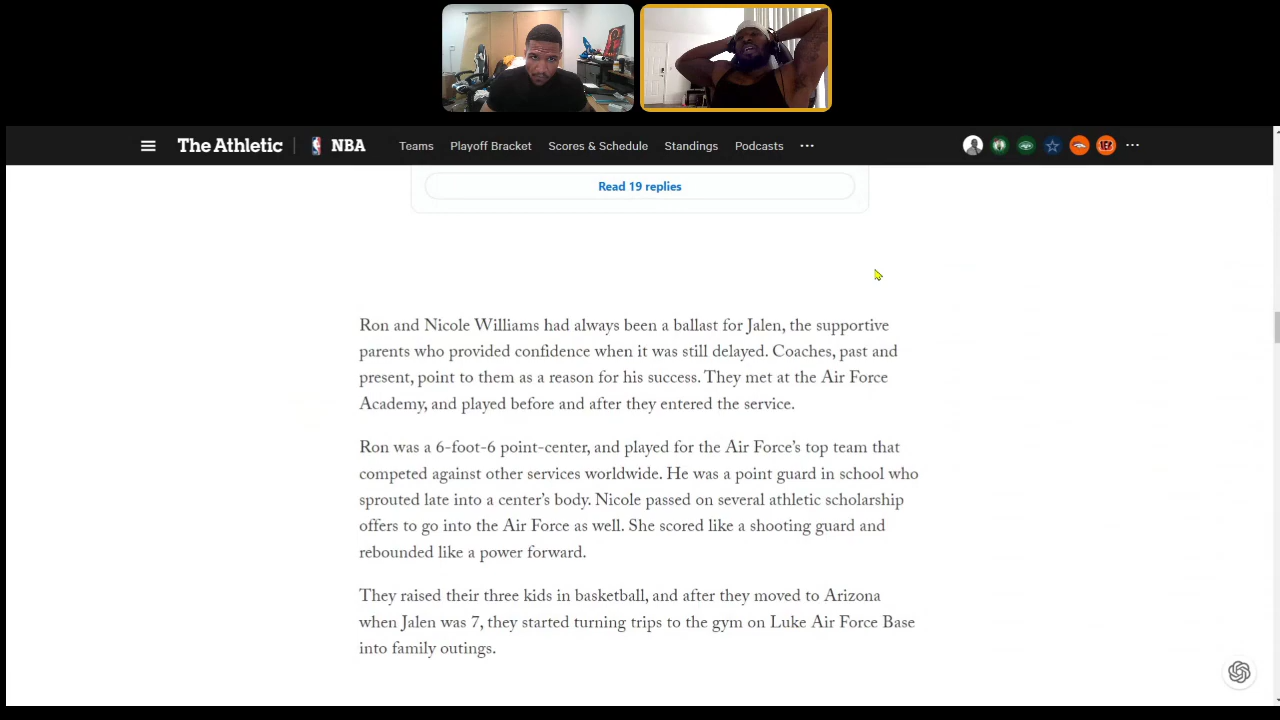 The Athletic NBA Teams Playoff Bracket Scores & Schedule Standings Podcasts
Read 19 replies
Ron and Nicole Williams had always been a ballast for Jalen, the supportive
parents who provided confidence when it was still delayed. Coaches, past and
present, point to them as a reason for his success. They met at the Air Force
Academy, and played before and after they entered the service.
Ron was a 6-foot-6 point-center, and played for the Air Force’s top team that
competed against other services worldwide. He was a point guard in school who
sprouted late into a center’s body. Nicole passed on several athletic scholarship
offers to go into the Air Force as well. She scored like a shooting guard and
rebounded like a power forward.
They raised their three kids in basketball, and after they moved to Arizona
when Jalen was 7, they started turning trips to the gym on Luke Air Force Base
into family outings.